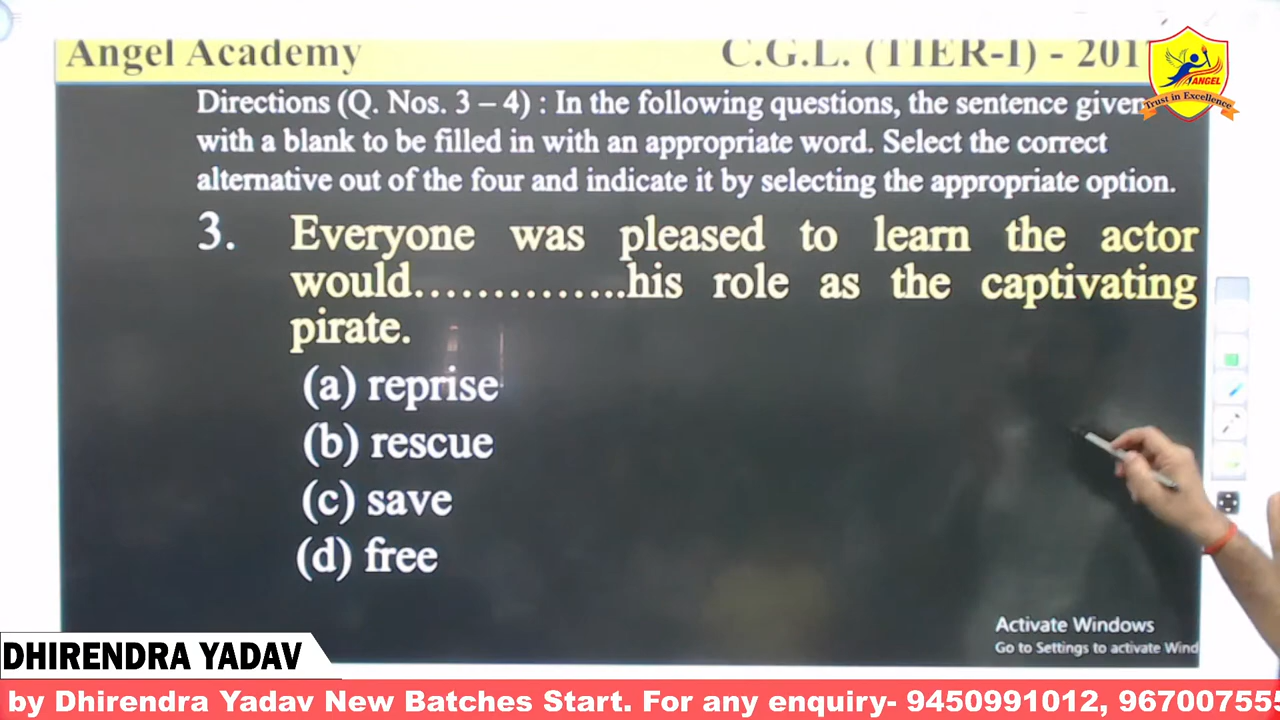 Angel Academy
C.G.L. (TIER-I) - 201
ANGEL
Trust in Excellence
Directions (Q. Nos. 3 – 4) : In the following questions, the sentence given
with a blank to be filled in with an appropriate word. Select the correct
alternative out of the four and indicate it by selecting the appropriate option.
3. Everyone was pleased to learn the actor
would…………..his role as the captivating
pirate.
(a) reprise
(b) rescue
(c) save
(d) free
Activate Windows
Go to Settings to activate Wind
DHIRENDRA YADAV
by Dhirendra Yadav New Batches Start. For any enquiry- 9450991012, 967007555